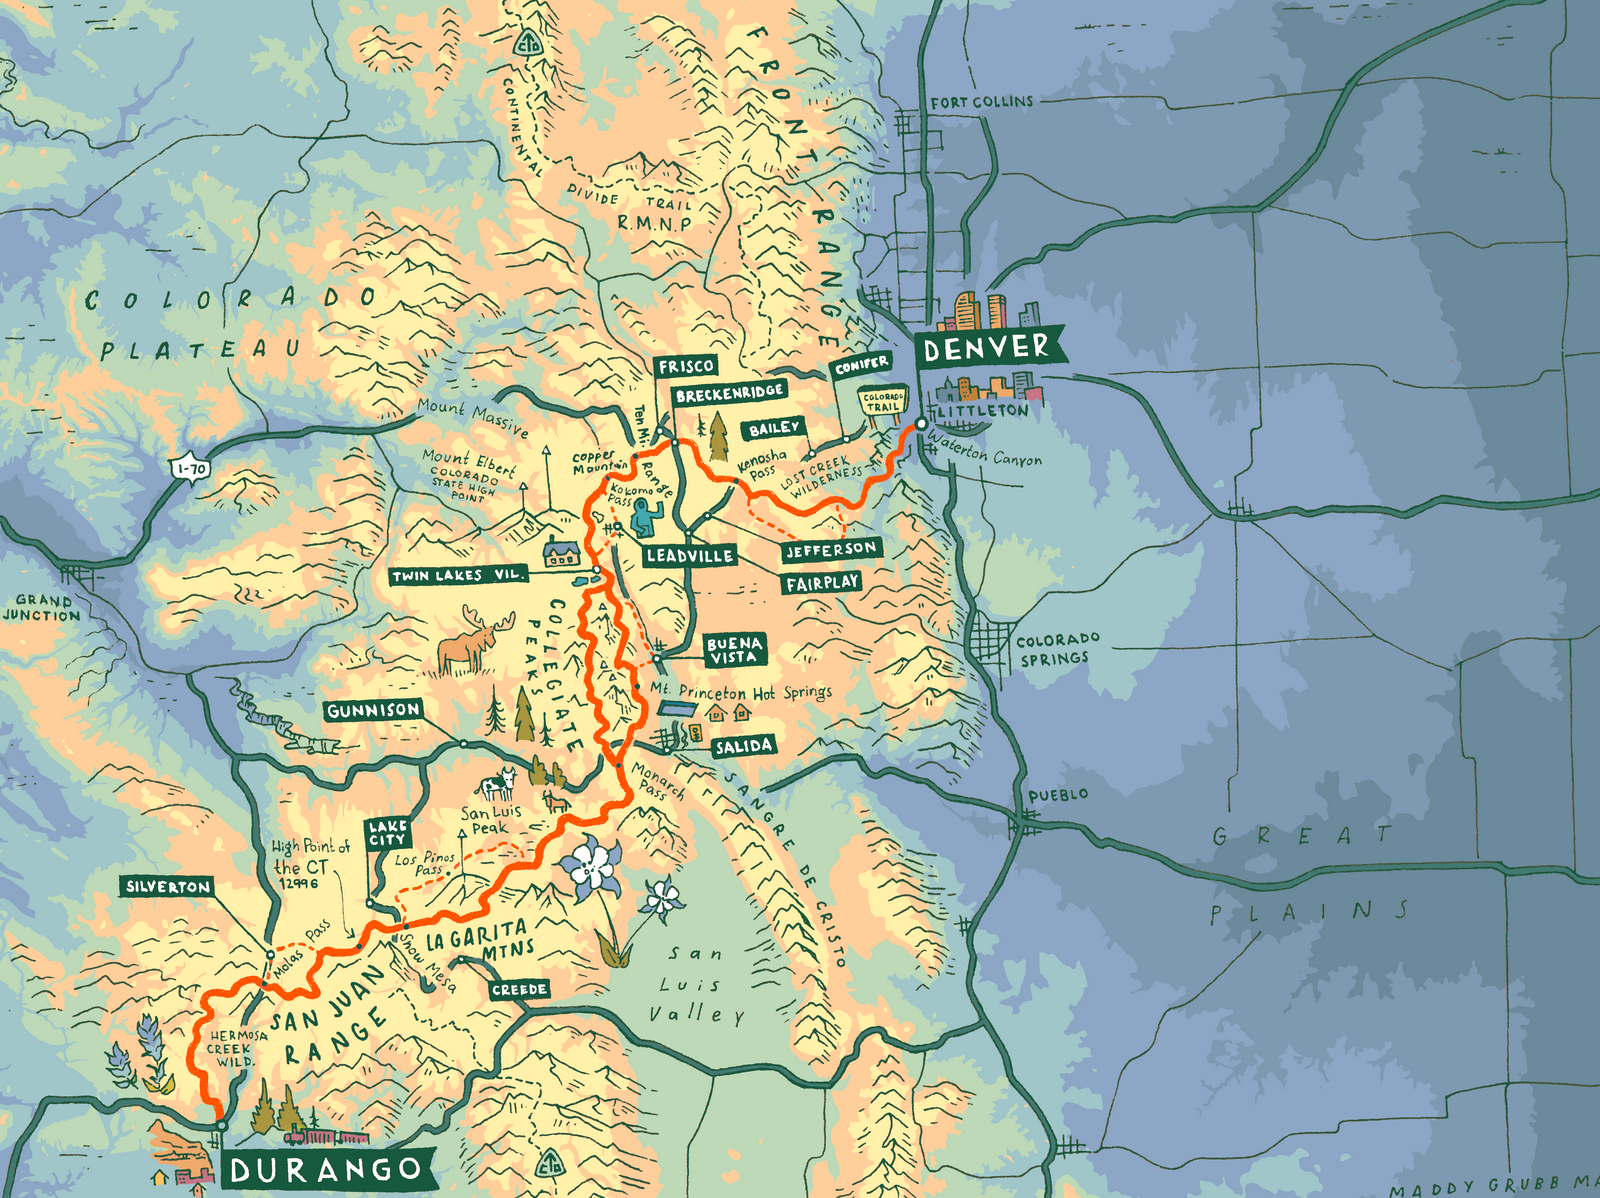 CTD
CONTINENTAL
DIVIDE TRAIL
R.M.N.P
FRONT RANGE
FORT COLLINS
COLORADO
PLATEAU
DENVER
LITTLETON
Waterton Canyon
CONIFER
COLORADO
TRAIL
FRISCO
BRECKENRIDGE
BAILEY
Kenosha
Pass
LOST CREEK
WILDERNESS
Ten Mi.
Range
Copper
Mountain
Kokomo
Pass
Mount Massive
Mount Elbert
COLORADO
STATE HIGH
POINT
I-70
LEADVILLE
JEFFERSON
FAIRPLAY
TWIN LAKES VIL.
GRAND
JUNCTION
COLLEGIATE
PEAKS
BUENA
VISTA
Mt. Princeton Hot Springs
COLORADO
SPRINGS
GUNNISON
SALIDA
Monarch
Pass
SANGRE DE CRISTO
PUEBLO
GREAT
PLAINS
San Luis
Peak
LAKE
CITY
Los Pinos
Pass
High Point of
the CT
12996
SILVERTON
Molas Pass
LA GARITA
MTNS
Snow Mesa
CREEDE
San
Luis
Valley
SAN JUAN
RANGE
HERMOSA
CREEK
WILD.
DURANGO
CTD
MADDY GRUBB MA